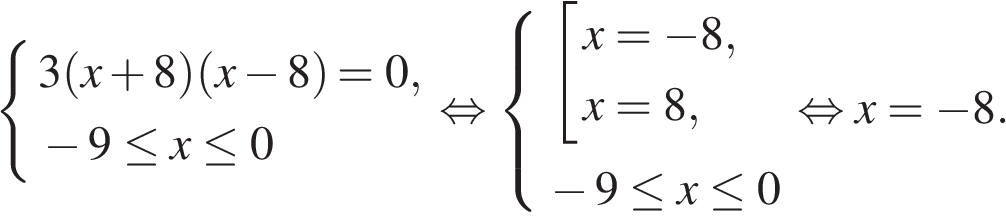 { 3(x+8)(x−8)=0, −9 ≤ x ≤ 0 ⇔ { [ x=−8, x=8, −9 ≤ x ≤ 0 ⇔ x=−8.